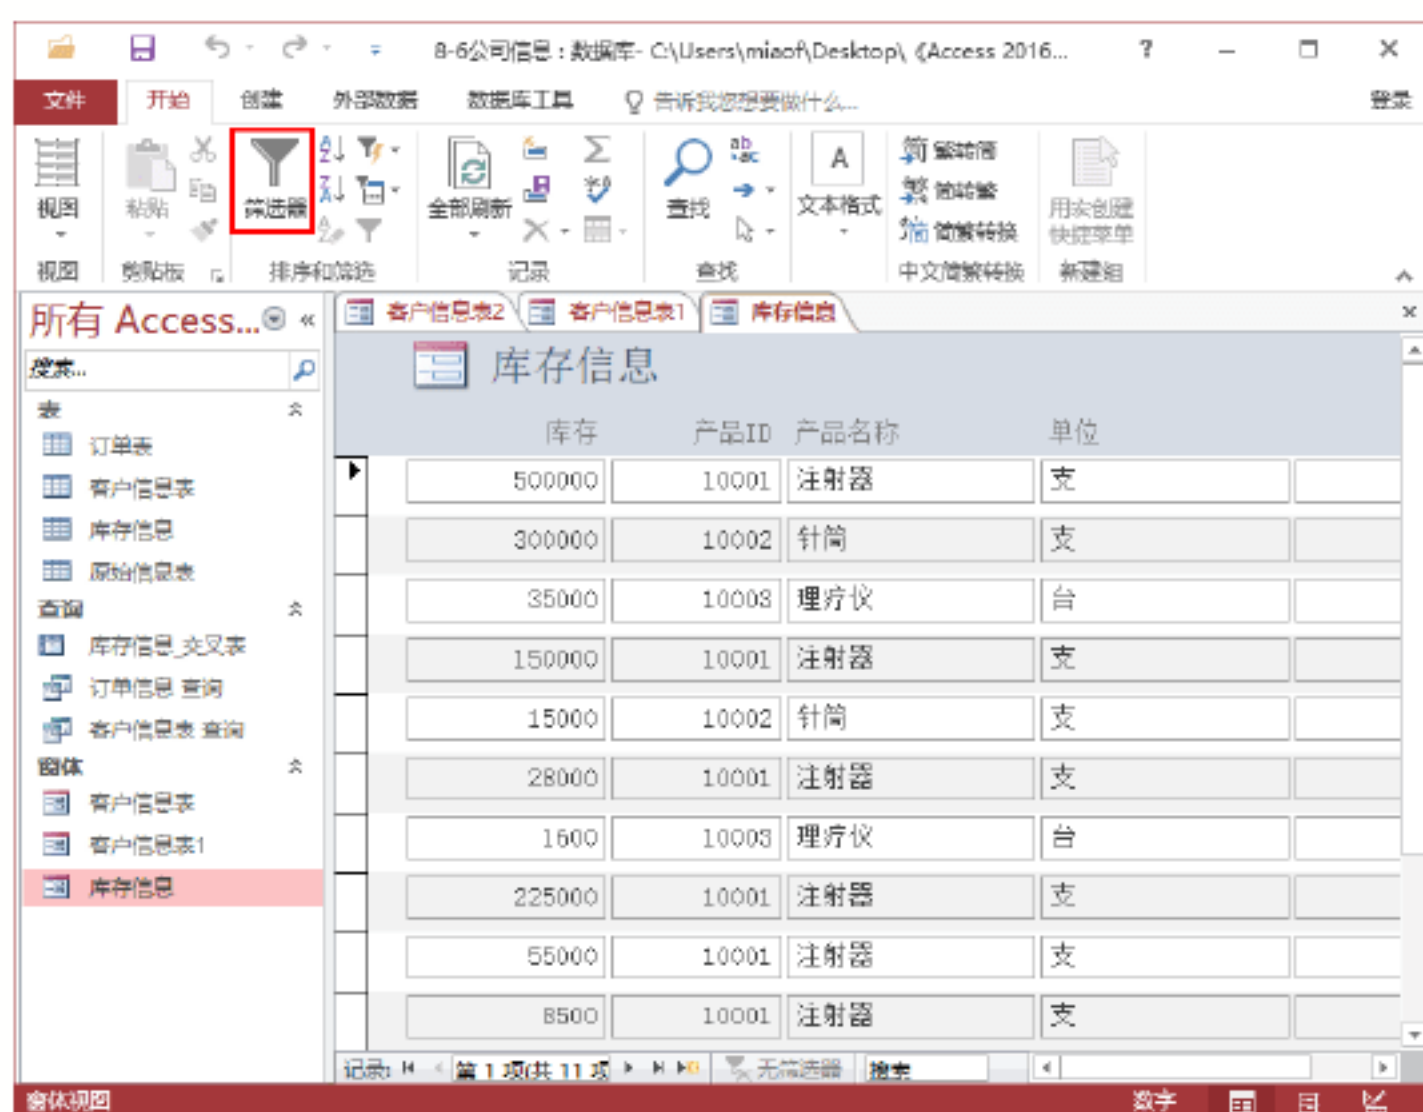 8-6公司信息 : 数据库- C:\Users\miaof\Desktop\《Access 2016... ?
文件 开始 创建 外部数据 数据库工具 告诉我您想要做什么... 登录
视图 粘贴 筛选器 全部刷新 查找 文本格式 繁转简 简转繁 简繁转换 用宏创建快捷菜单
视图 剪贴板 排序和筛选 记录 查找 中文简繁转换 新建组
所有 Access... «
客户信息表2 客户信息表1 库存信息
搜索...
库存信息
表
订单表
客户信息表
库存信息
原始信息表
查询
库存信息_交叉表
订单信息 查询
客户信息表 查询
窗体
客户信息表
客户信息表1
库存信息
库存 产品ID 产品名称 单位
500000 10001 注射器 支
300000 10002 针筒 支
35000 10003 理疗仪 台
150000 10001 注射器 支
15000 10002 针筒 支
28000 10001 注射器 支
1600 10003 理疗仪 台
225000 10001 注射器 支
55000 10001 注射器 支
8500 10001 注射器 支
记录: 第 1 项(共 11 项 无筛选器 搜索
窗体视图 数字